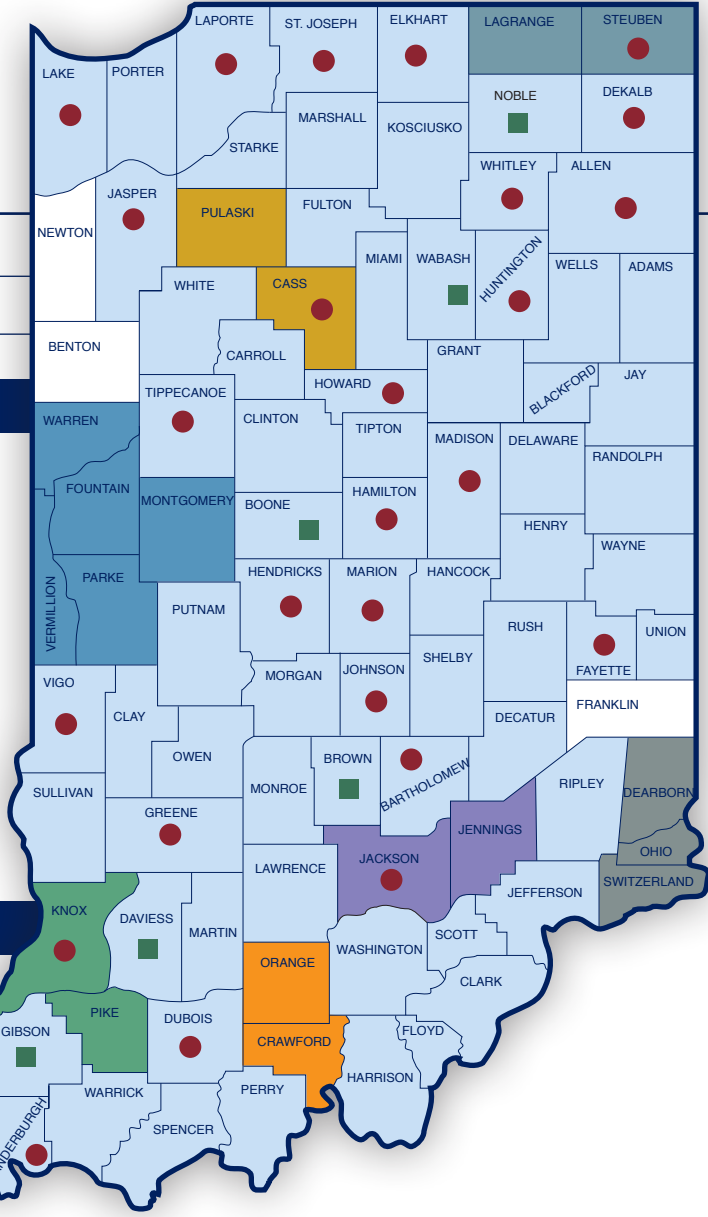 LAPORTE
ST. JOSEPH
ELKHART
LAGRANGE
STEUBEN
LAKE
PORTER
NOBLE
DEKALB
MARSHALL
KOSCIUSKO
STARKE
WHITLEY
ALLEN
JASPER
PULASKI
FULTON
NEWTON
MIAMI
WABASH
HUNTINGTON
WELLS
ADAMS
WHITE
CASS
BENTON
CARROLL
GRANT
HOWARD
BLACKFORD
JAY
TIPPECANOE
WARREN
CLINTON
TIPTON
MADISON
DELAWARE
RANDOLPH
FOUNTAIN
MONTGOMERY
BOONE
HAMILTON
HENRY
WAYNE
VERMILLION
PARKE
HENDRICKS
MARION
HANCOCK
PUTNAM
RUSH
UNION
FAYETTE
SHELBY
VIGO
MORGAN
JOHNSON
FRANKLIN
CLAY
DECATUR
OWEN
BROWN
BARTHOLOMEW
RIPLEY
SULLIVAN
MONROE
DEARBORN
GREENE
JENNINGS
LAWRENCE
JACKSON
OHIO
SWITZERLAND
JEFFERSON
KNOX
DAVIESS
MARTIN
SCOTT
WASHINGTON
ORANGE
CLARK
PIKE
DUBOIS
GIBSON
CRAWFORD
FLOYD
HARRISON
WARRICK
PERRY
SPENCER
NDERBURGH